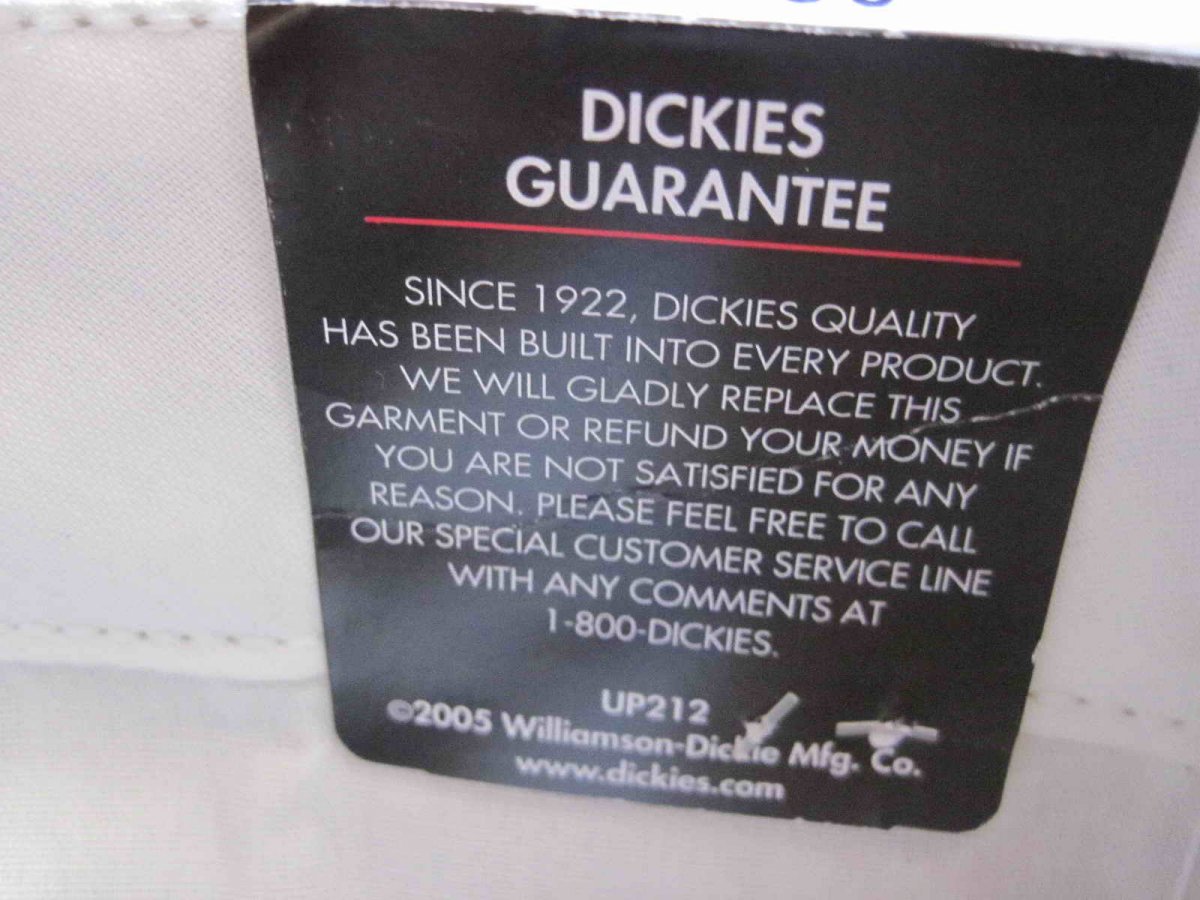 DICKIES
GUARANTEE
SINCE 1922, DICKIES QUALITY
HAS BEEN BUILT INTO EVERY PRODUCT.
WE WILL GLADLY REPLACE THIS
GARMENT OR REFUND YOUR MONEY IF
YOU ARE NOT SATISFIED FOR ANY
REASON. PLEASE FEEL FREE TO CALL
OUR SPECIAL CUSTOMER SERVICE LINE
WITH ANY COMMENTS AT
1-800-DICKIES.
UP212
©2005 Williamson-Dickie Mfg. Co.
www.dickies.com